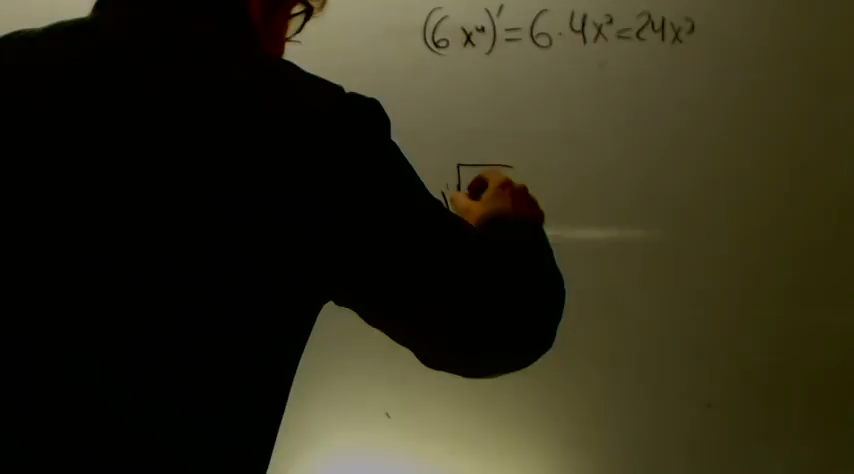 (6x⁴)' = 6·4x³ = 24x³